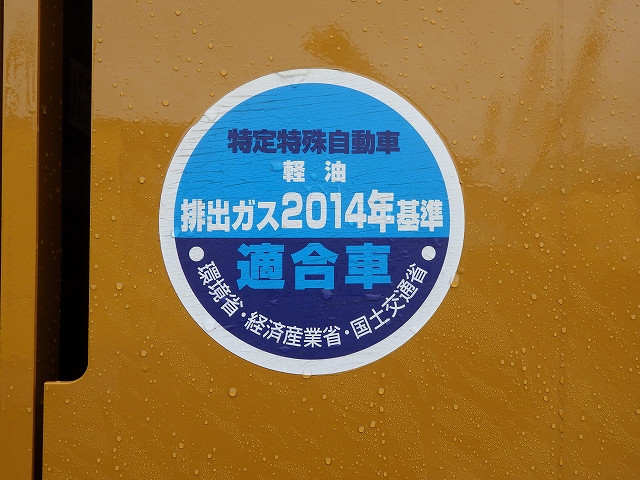 特定特殊自動車
軽油
排出ガス2014年基準
適合車
環境省・経済産業省・国土交通省